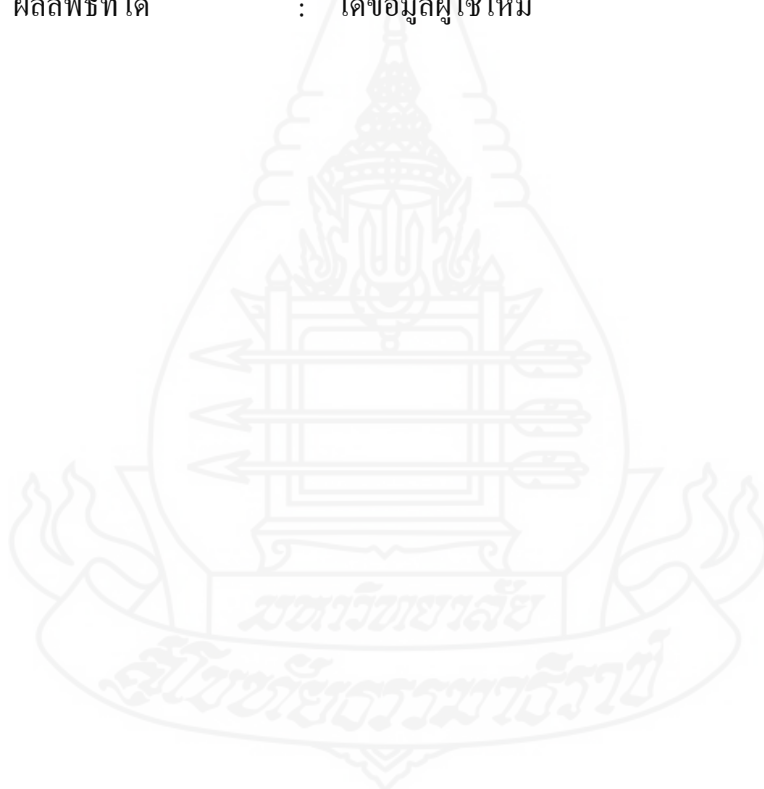 ผลลัพธ์ที่ได้ : ได้ข้อมูลผู้ใช้ใหม่
มหาวิทยาลัย
สุโขทัยธรรมาธิราช